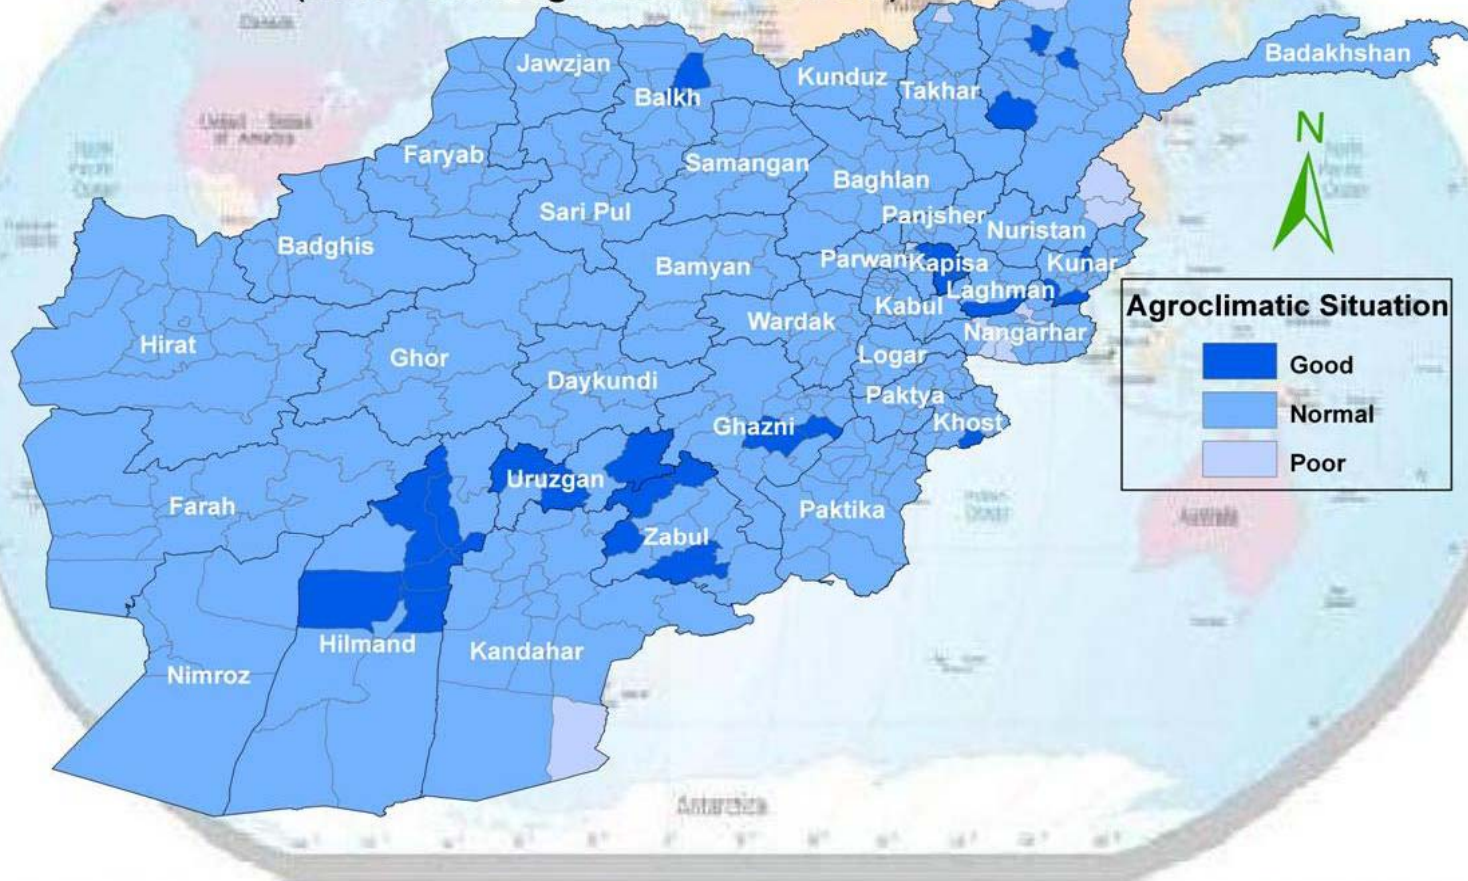 Badakhshan
Jawzjan
Kunduz
Takhar
Balkh
Faryab
Samangan
Baghlan
Sari Pul
Panjsher
Nuristan
Badghis
Parwan
Kapisa
Kunar
Bamyan
Laghman
Kabul
Wardak
Nangarhar
Hirat
Ghor
Logar
Daykundi
Paktya
Ghazni
Khost
Uruzgan
Farah
Paktika
Zabul
Hilmand
Kandahar
Nimroz
N
Agroclimatic Situation
Good
Normal
Poor
Australia
Antarctica